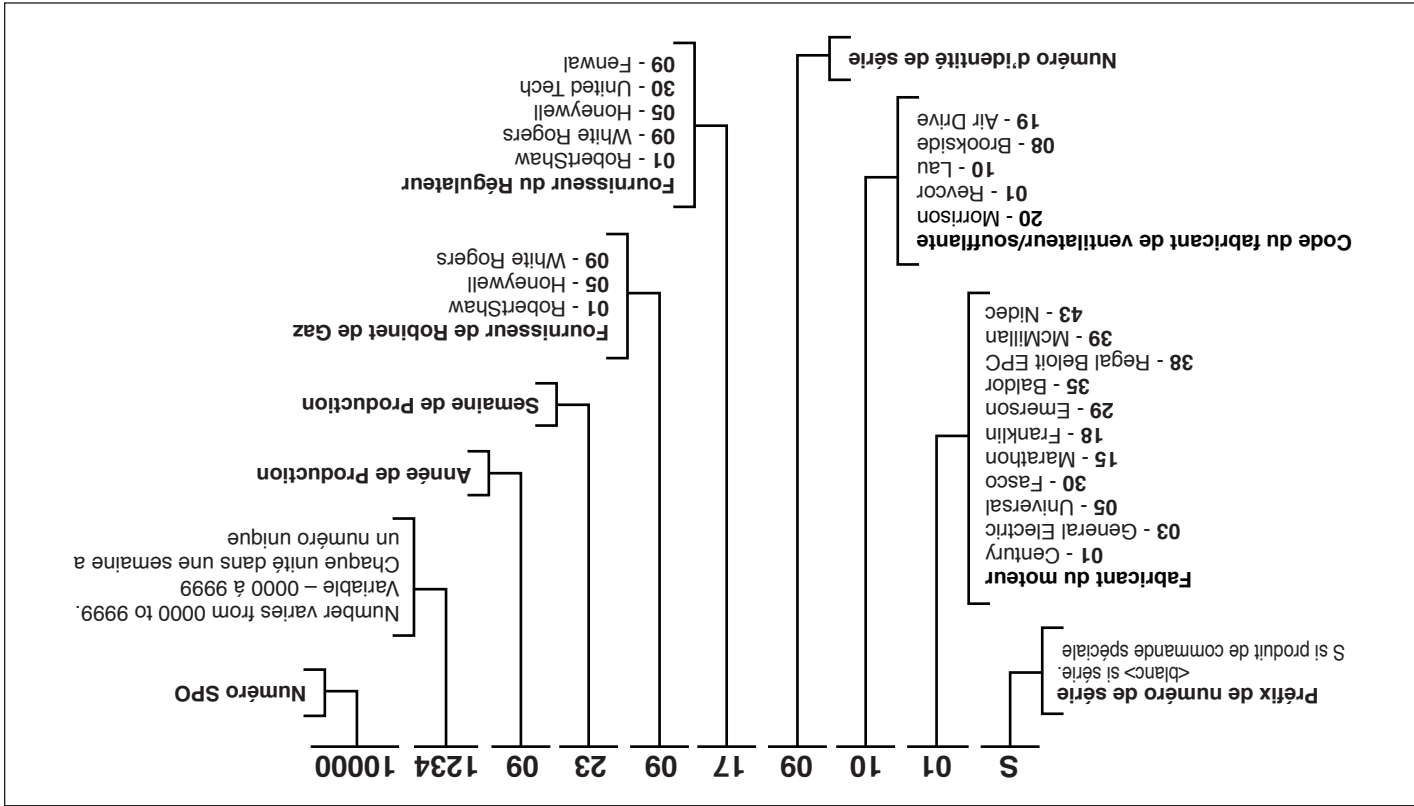 S 01 10 09 17 09 23 09 1234 10000
Préfix de numéro de série
<blanc> si série.
S si produit de commande spéciale
Fabricant du moteur
01 - Century
03 - General Electric
05 - Universal
30 - Fasco
15 - Marathon
18 - Franklin
29 - Emerson
35 - Baldor
38 - Regal Beloit EPC
39 - McMillan
43 - Nidec
Code du fabricant de ventilateur/soufflante
20 - Morrison
01 - Revcor
10 - Lau
08 - Brookside
19 - Air Drive
Numéro d'identité de série
Fournisseur du Régulateur
01 - RobertShaw
09 - White Rogers
05 - Honeywell
30 - United Tech
09 - Fenwal
Fournisseur de Robinet de Gaz
01 - RobertShaw
05 - Honeywell
09 - White Rogers
Semaine de Production
Année de Production
Number varies from 0000 to 9999.
Variable – 0000 á 9999
Chaque unité dans une semaine a
un numéro unique
Numéro SPO